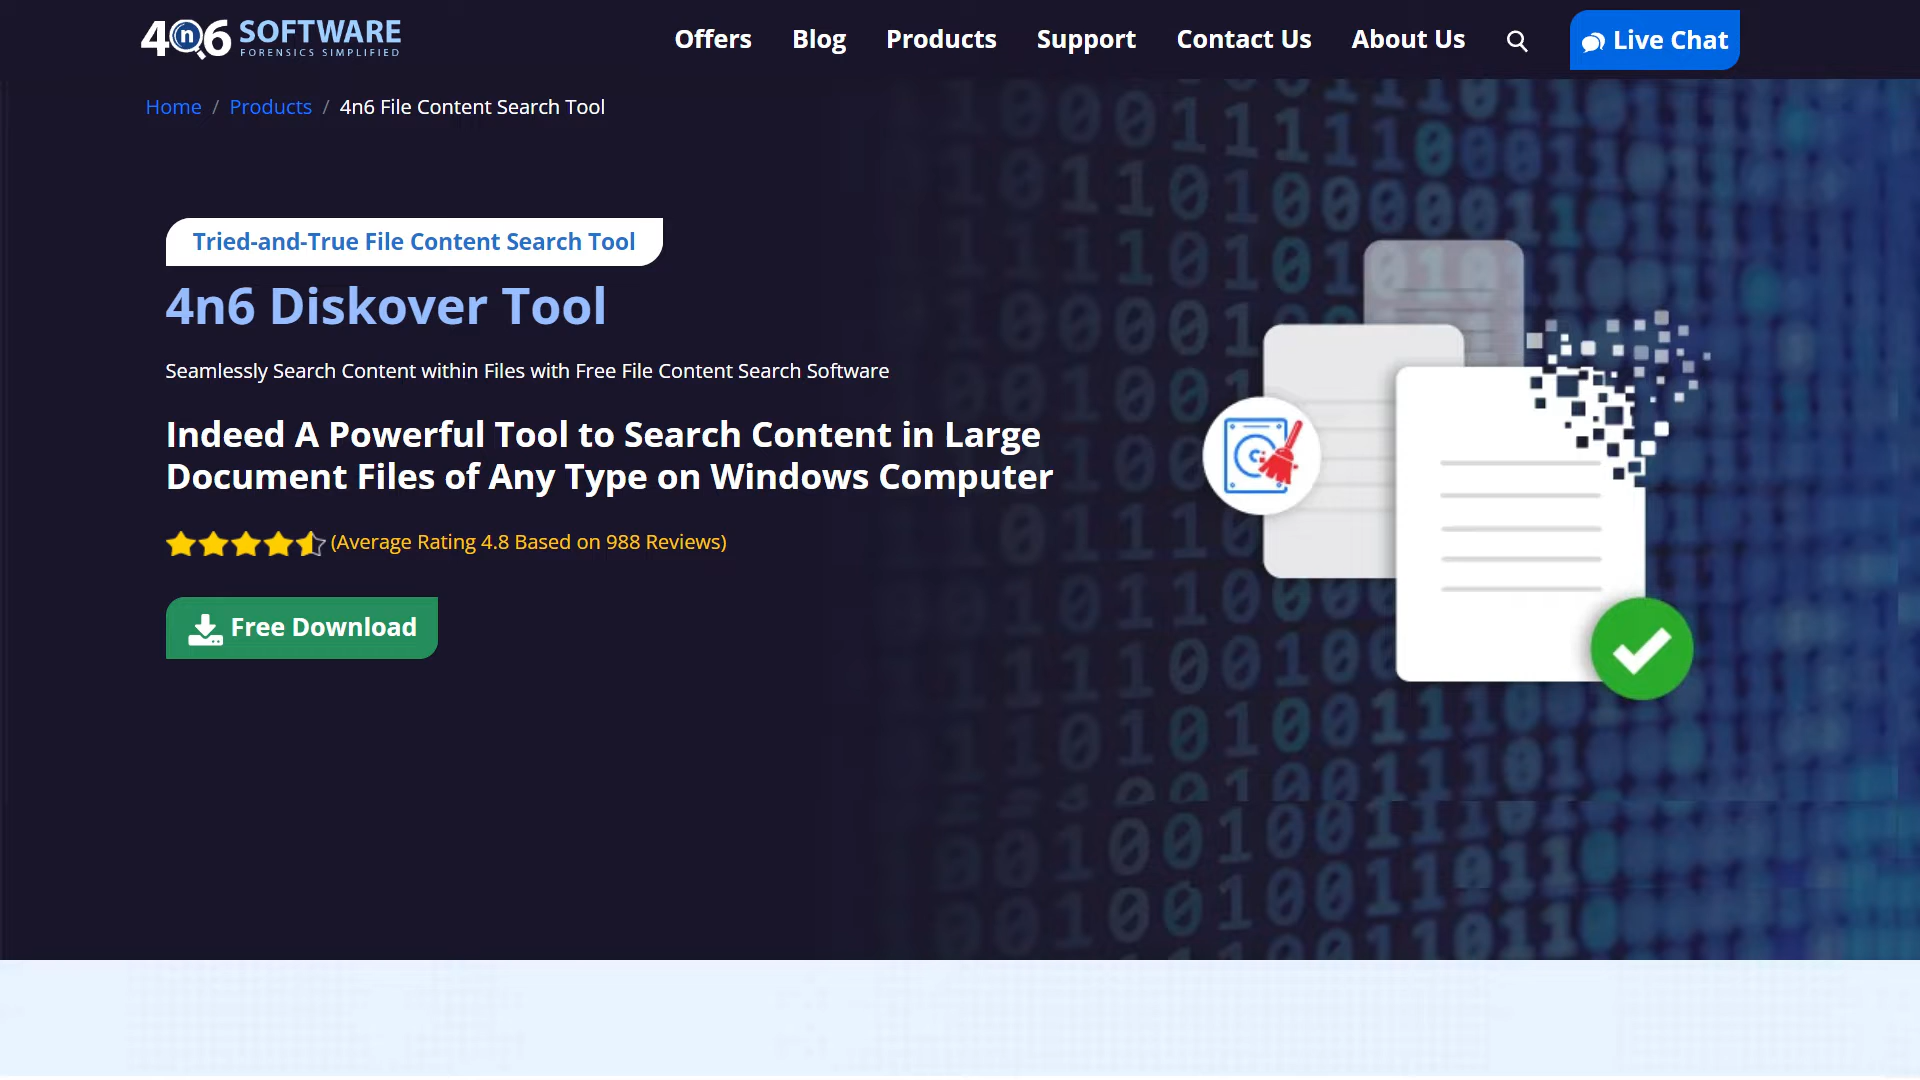 4n6 SOFTWARE
FORENSICS SIMPLIFIED
Offers
Blog
Products
Support
Contact Us
About Us
Live Chat
Home / Products / 4n6 File Content Search Tool
Tried-and-True File Content Search Tool
4n6 Diskover Tool
Seamlessly Search Content within Files with Free File Content Search Software
Indeed A Powerful Tool to Search Content in Large
Document Files of Any Type on Windows Computer
(Average Rating 4.8 Based on 988 Reviews)
Free Download